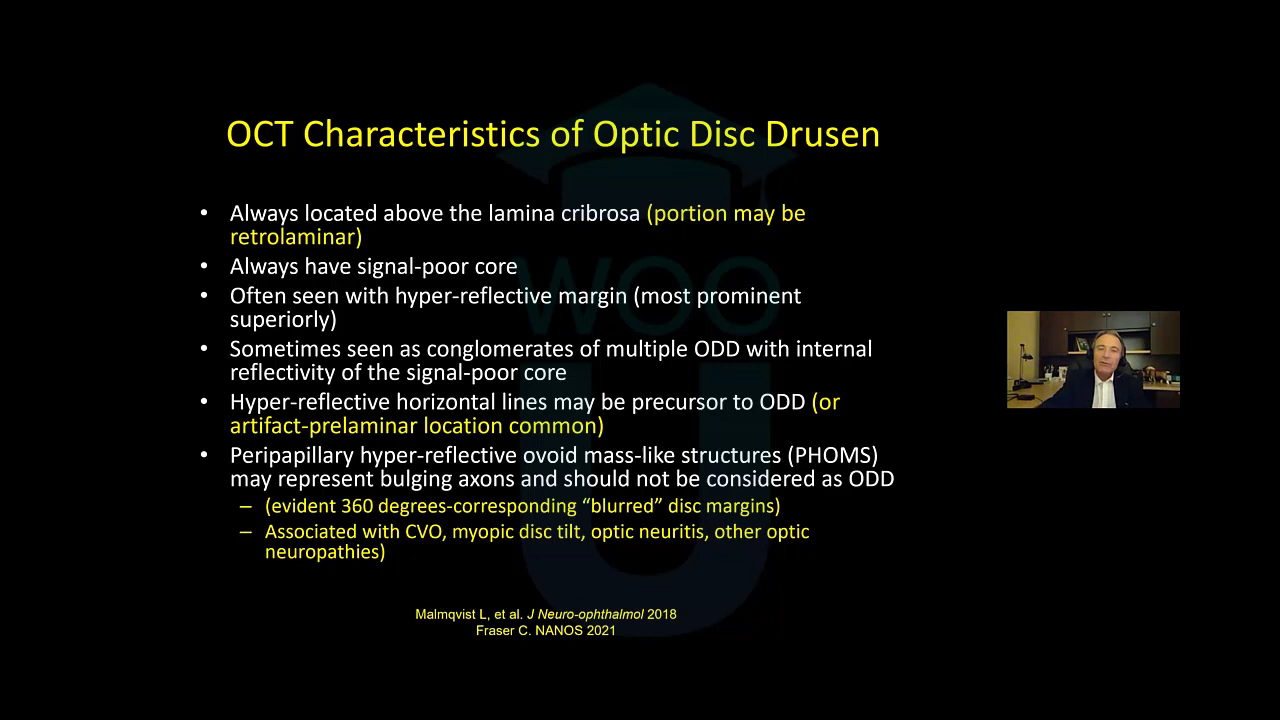 OCT Characteristics of Optic Disc Drusen
• Always located above the lamina cribrosa (portion may be
retrolaminar)
• Always have signal-poor core
• Often seen with hyper-reflective margin (most prominent
superiorly)
• Sometimes seen as conglomerates of multiple ODD with internal
reflectivity of the signal-poor core
• Hyper-reflective horizontal lines may be precursor to ODD (or
artifact-prelaminar location common)
• Peripapillary hyper-reflective ovoid mass-like structures (PHOMS)
may represent bulging axons and should not be considered as ODD
– (evident 360 degrees-corresponding “blurred” disc margins)
– Associated with CVO, myopic disc tilt, optic neuritis, other optic
neuropathies)
WOO
U
Malmqvist L, et al. J Neuro-ophthalmol 2018
Fraser C. NANOS 2021